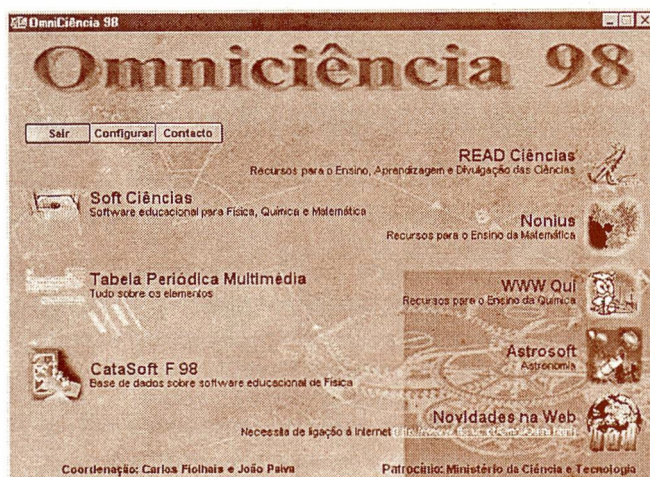 OmniCiência 98
Omniciência 98
Sair Configurar Contacto
READ Ciências
Recursos para o Ensino, Aprendizagem e Divulgação das Ciências
Soft Ciências
Software educacional para Física, Química e Matemática
Nonius
Recursos para o Ensino da Matemática
Tabela Periódica Multimédia
Tudo sobre os elementos
WWW Qui
Recursos para o Ensino da Química
CataSoft F 98
Base de dados sobre software educacional de Física
Astrosoft
Astronomia
Novidades na Web
Necessita de ligação á Internet
Coordenação: Carlos Fiolhais e João Paiva
Patrocínio: Ministério da Ciência e Tecnologia